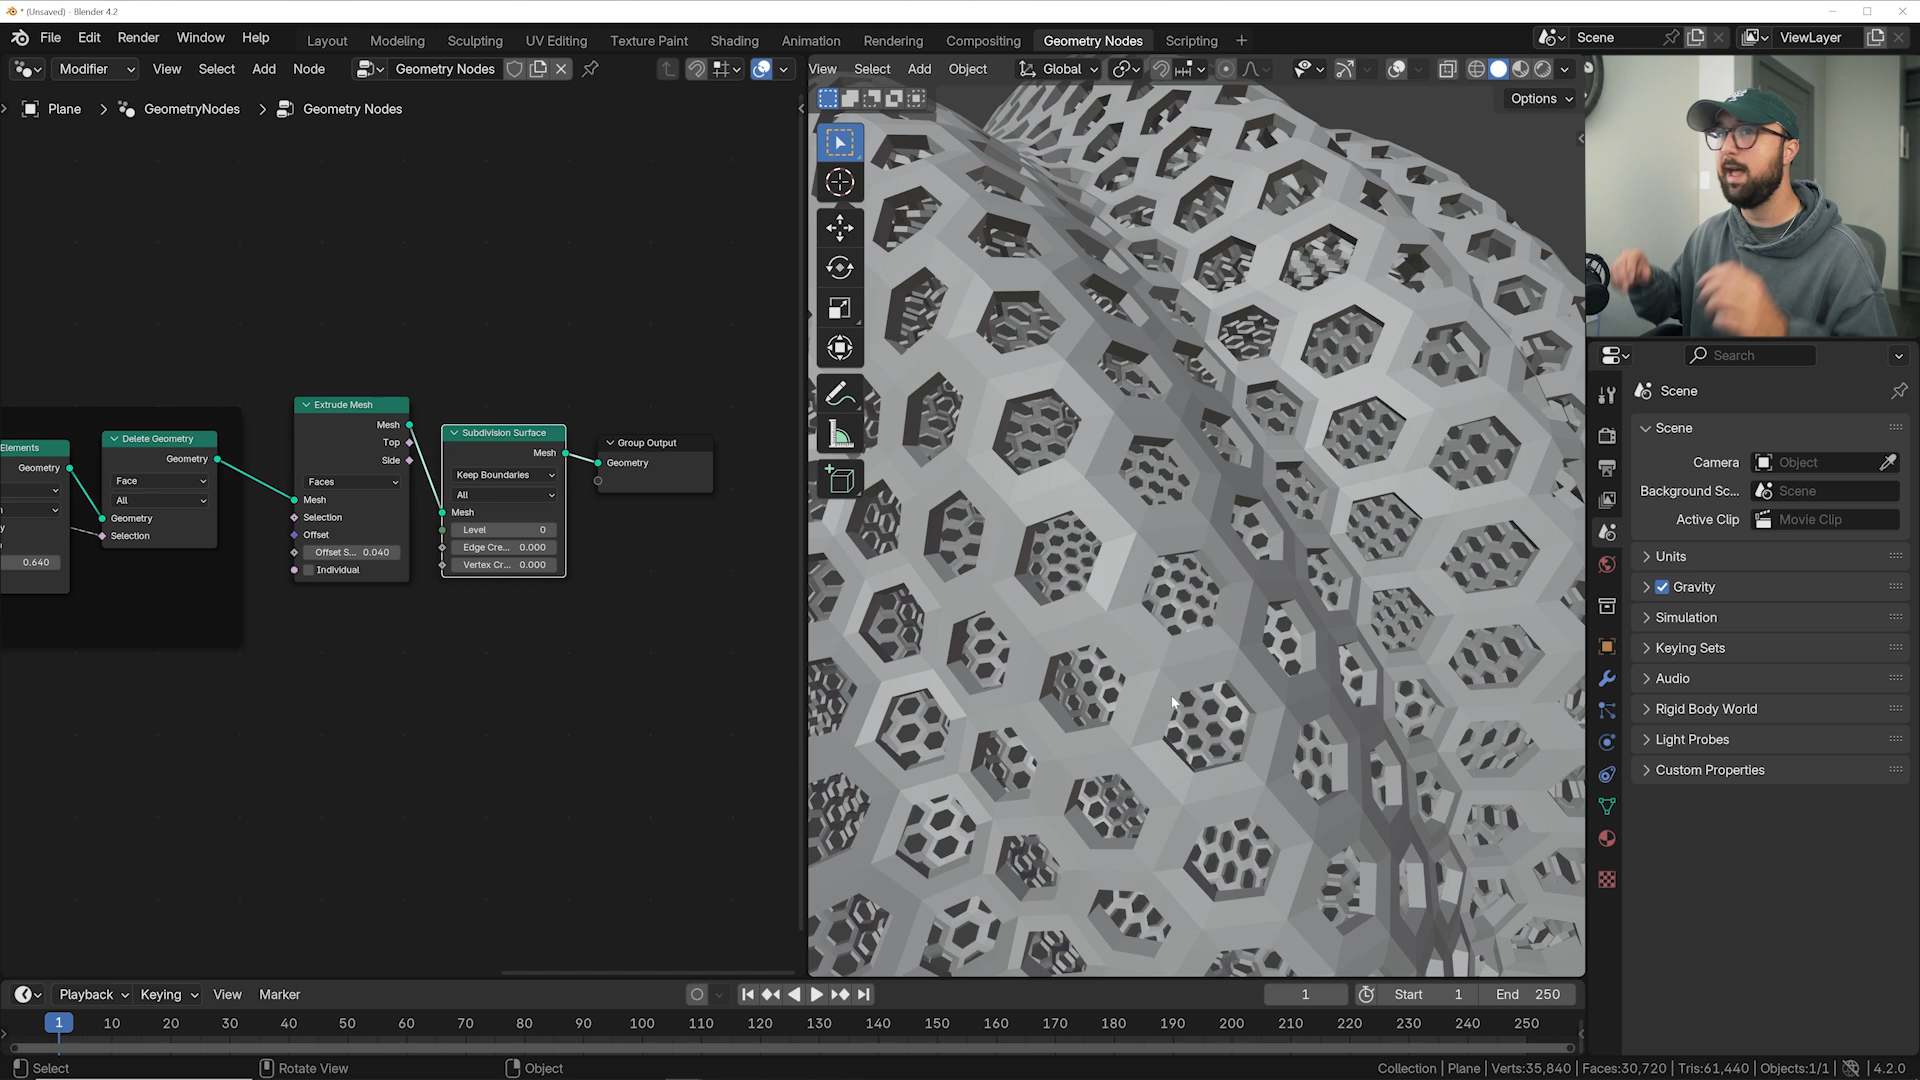 * (Unsaved) - Blender 4.2
File Edit Render Window Help Layout Modeling Sculpting UV Editing Texture Paint Shading Animation Rendering Compositing Geometry Nodes Scripting + Scene ViewLayer
Modifier View Select Add Node Geometry Nodes View Select Add Object Global
Options
Plane > GeometryNodes > Geometry Nodes
Search
Scene
Scene
Camera Object
Background Sc... Scene
Active Clip Movie Clip
Units
Gravity
Simulation
Keying Sets
Audio
Rigid Body World
Light Probes
Custom Properties
Elements
Geometry
0.640
Delete Geometry
Geometry
Face
All
Geometry
Selection
Extrude Mesh
Mesh
Top
Side
Faces
Mesh
Selection
Offset
Offset S... 0.040
Individual
Subdivision Surface
Mesh
Keep Boundaries
All
Mesh
Level 0
Edge Cre... 0.000
Vertex Cr... 0.000
Group Output
Geometry
Playback Keying View Marker 1 Start 1 End 250
1 10 20 30 40 50 60 70 80 90 100 110 120 130 140 150 160 170 180 190 200 210 220 230 240 250
Select Rotate View Object Collection | Plane | Verts:35,840 | Faces:30,720 | Tris:61,440 | Objects:1/1 | 4.2.0